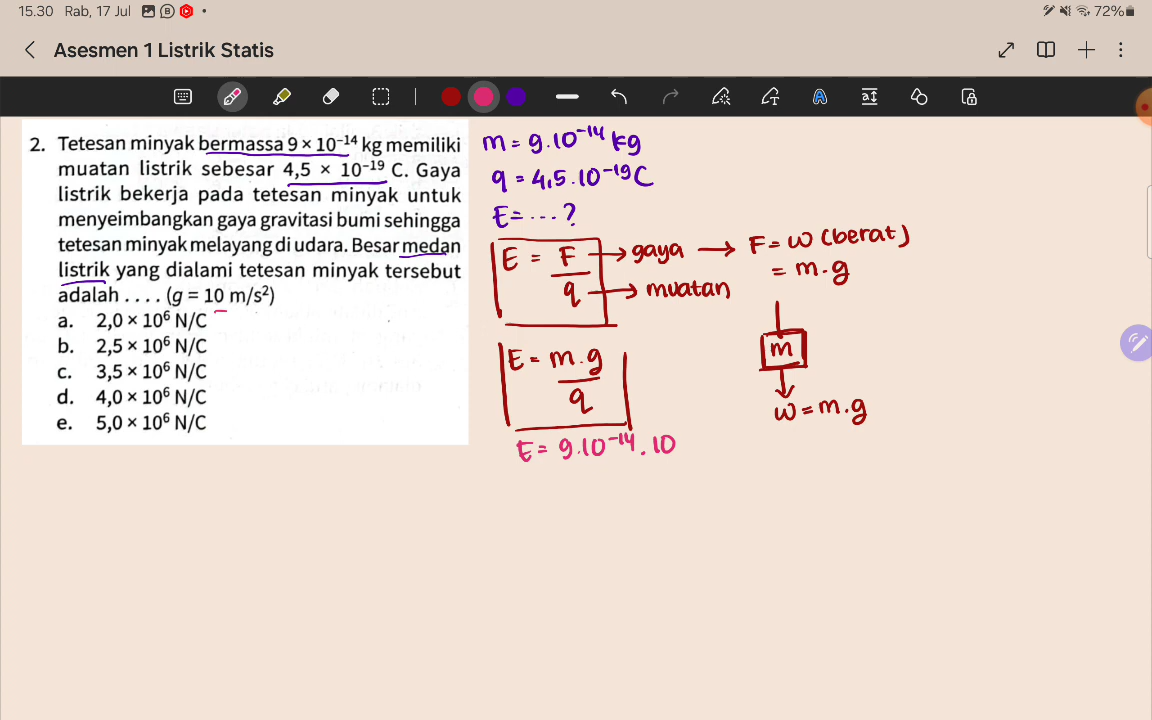 15.30 Rab, 17 Jul
72%
Asesmen 1 Listrik Statis
2. Tetesan minyak bermassa 9 × 10⁻¹⁴ kg memiliki
muatan listrik sebesar 4,5 × 10⁻¹⁹ C. Gaya
listrik bekerja pada tetesan minyak untuk
menyeimbangkan gaya gravitasi bumi sehingga
tetesan minyak melayang di udara. Besar medan
listrik yang dialami tetesan minyak tersebut
adalah . . . . (g = 10 m/s²)
a. 2,0 × 10⁶ N/C
b. 2,5 × 10⁶ N/C
c. 3,5 × 10⁶ N/C
d. 4,0 × 10⁶ N/C
e. 5,0 × 10⁶ N/C
m = 9.10⁻¹⁴ kg
q = 4,5.10⁻¹⁹ C
E = ... ?
E = F → gaya → F = w (berat)
q → muatan
= m.g
E = m.g
q
m
w = m.g
E = 9.10⁻¹⁴ . 10